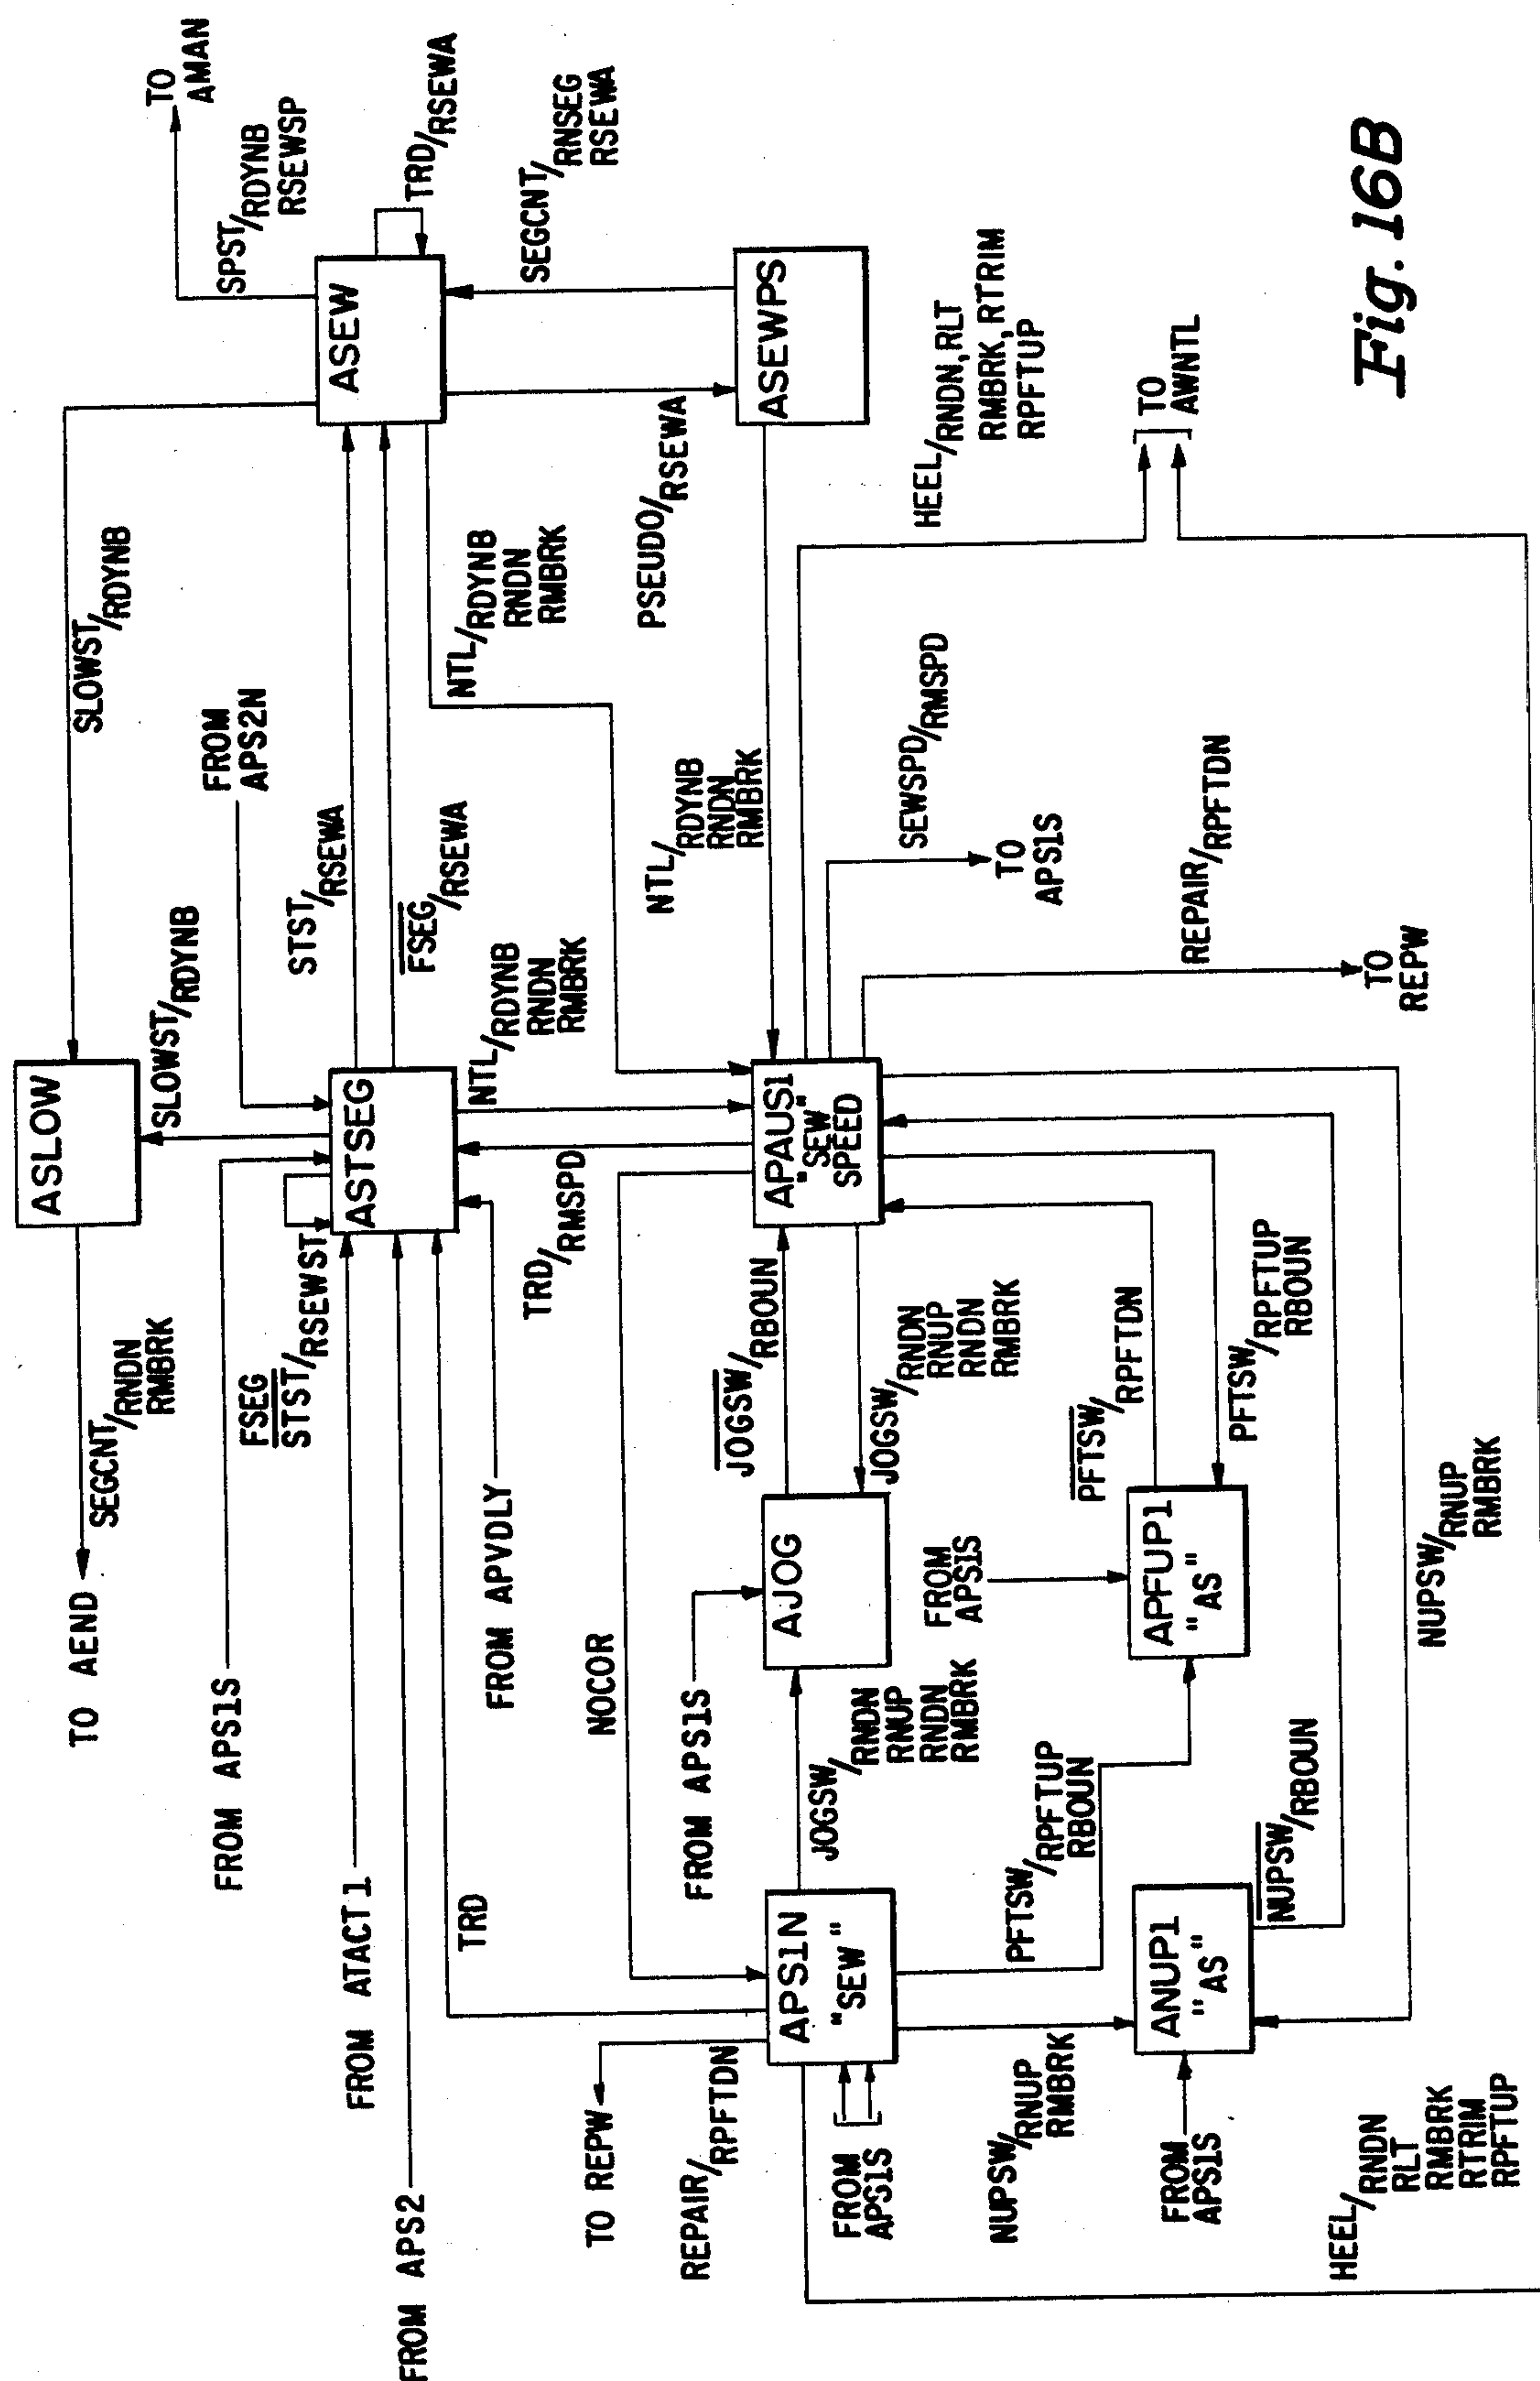 TO
AMAN
SPST/RDYNB
RSEWSP
ASEW
TRD/RSEWA
SEGCNT/RNSEG
RSEWA
ASEWPS
PSEUDO/RSEWA
SLOWST/RDYNB
FROM
APS2N
STST/RSEWA
FSEG/RSEWA
NTL/RDYNB
RNDN
RMBRK
NTL/RDYNB
RNDN
RMBRK
HEEL/RNDN,RLT
RMBRK,RTRIM
RPFTUP
TO
AWNTL
Fig. 16B
SEWSPD/RMSPD
TO
APS1S
REPAIR/RPFTDN
TO
REPW
ASLOW
SLOWST/RDYNB
ASTSEG
NTL/RDYNB
RNDN
RMBRK
APAUS1
"SEW"
SPEED
TRD/RMSPD
SEGCNT/RNDN
RMBRK
TO AEND
FSEG
STST/RSEWST
FROM APS1S
FROM ATACT1
FROM APS2
FROM APVDLY
TRD
NOCOR
JOGSW/RBOUN
JOGSW/RNDN
RNUP
RNDN
RMBRK
AJOG
FROM APS1S
JOGSW/RNDN
RNUP
RNDN
RMBRK
PFTSW/RPFTDN
PFTSW/RPFTUP
RBOUN
FROM
APSIS
APFUP1
"AS"
PFTSW/RPFTUP
RBOUN
NUPSW/RNUP
RMBRK
NUPSW/RBOUN
APS1N
"SEW"
ANUP1
"AS"
TO REPW
REPAIR/RPFTDN
FROM
APS1S
NUPSW/RNUP
RMBRK
FROM
APS1S
HEEL/RNDN
RLT
RMBRK
RTRIM
RPFTUP